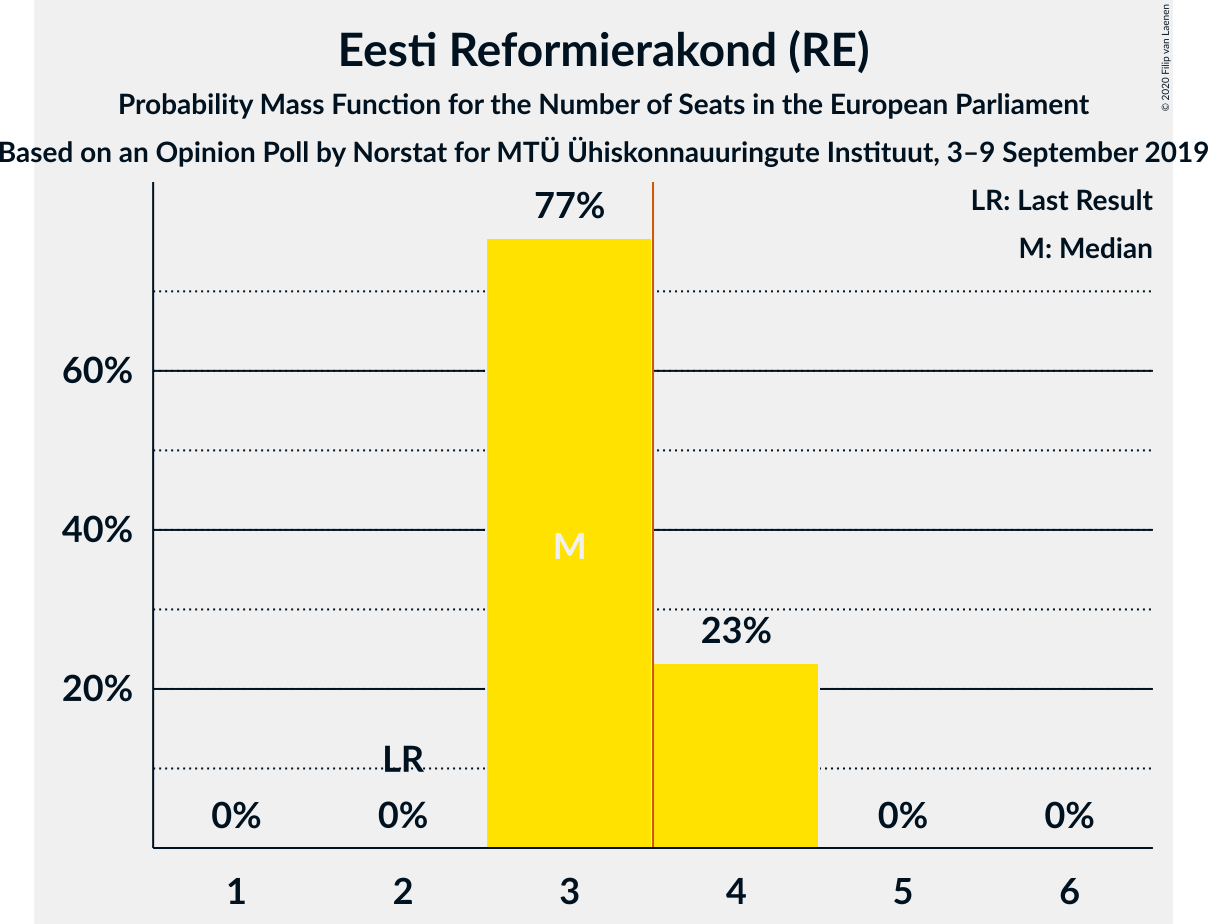 Eesti Reformierakond (RE)
Probability Mass Function for the Number of Seats in the European Parliament
Based on an Opinion Poll by Norstat for MTÜ Ühiskonnauuringute Instituut, 3–9 September 2019
© 2020 Filip van Laenen
LR: Last Result
M: Median
77%
60%
40%
M
23%
20%
LR
0% 0% 0% 0%
1 2 3 4 5 6